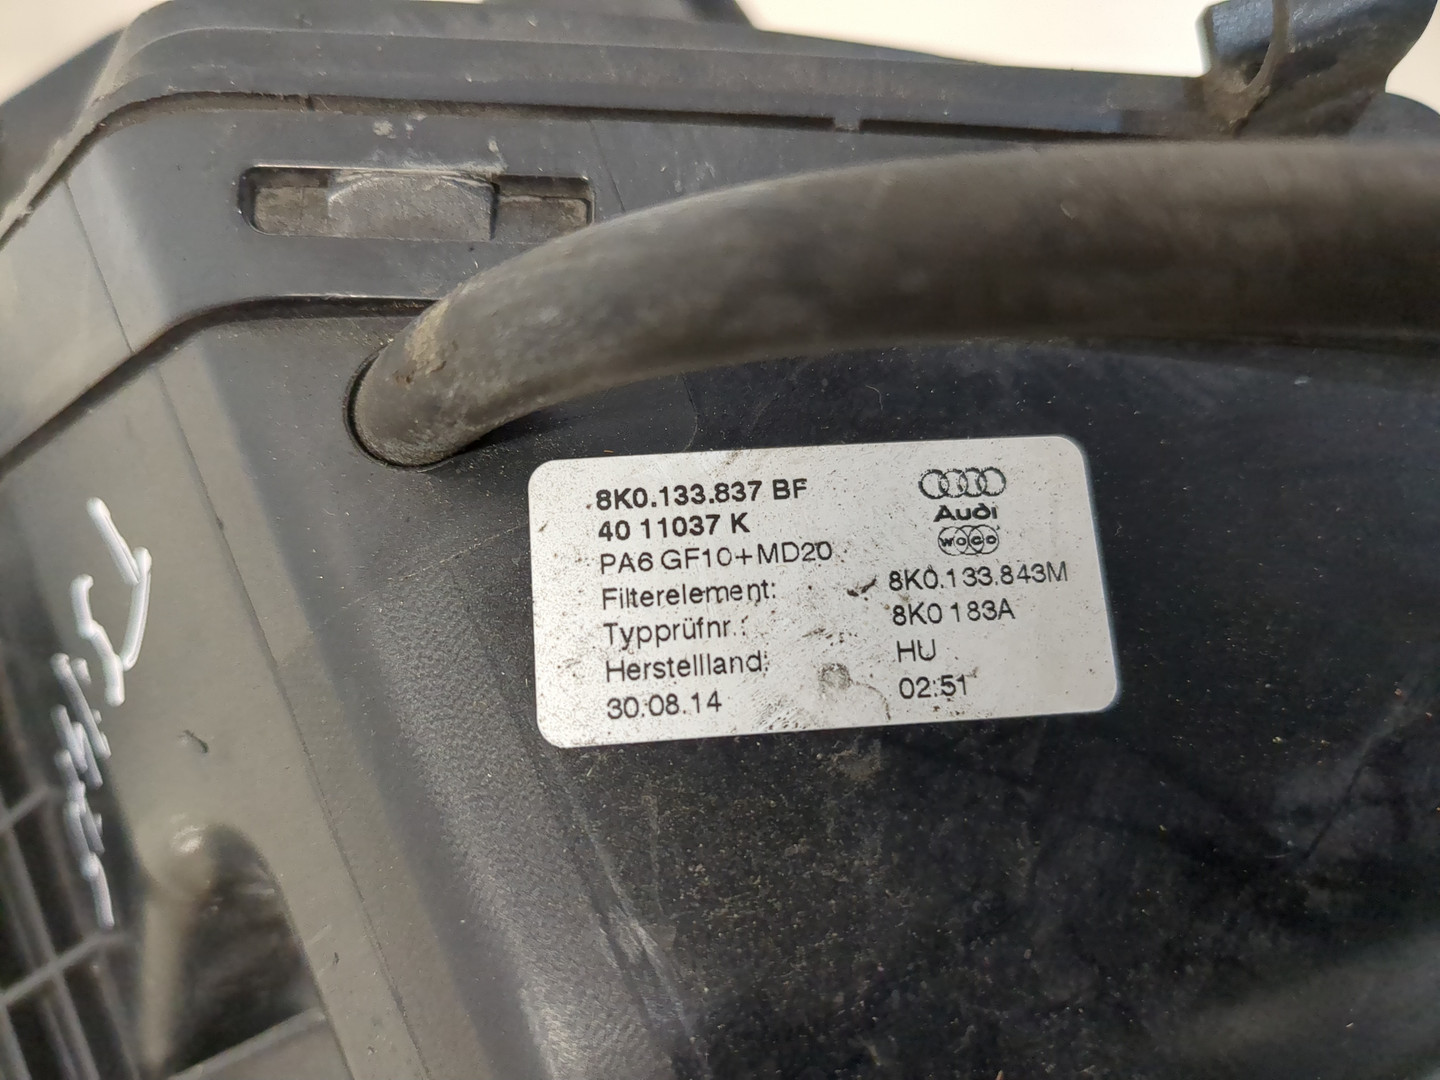 8K0.133.837 BF
40 11037 K
PA6 GF10+MD20
Filterelement: 8K0.133.843M
Typprüfnr.: 8K0 183A
Herstellland: HU
30.08.14 02:51
Audi
woco